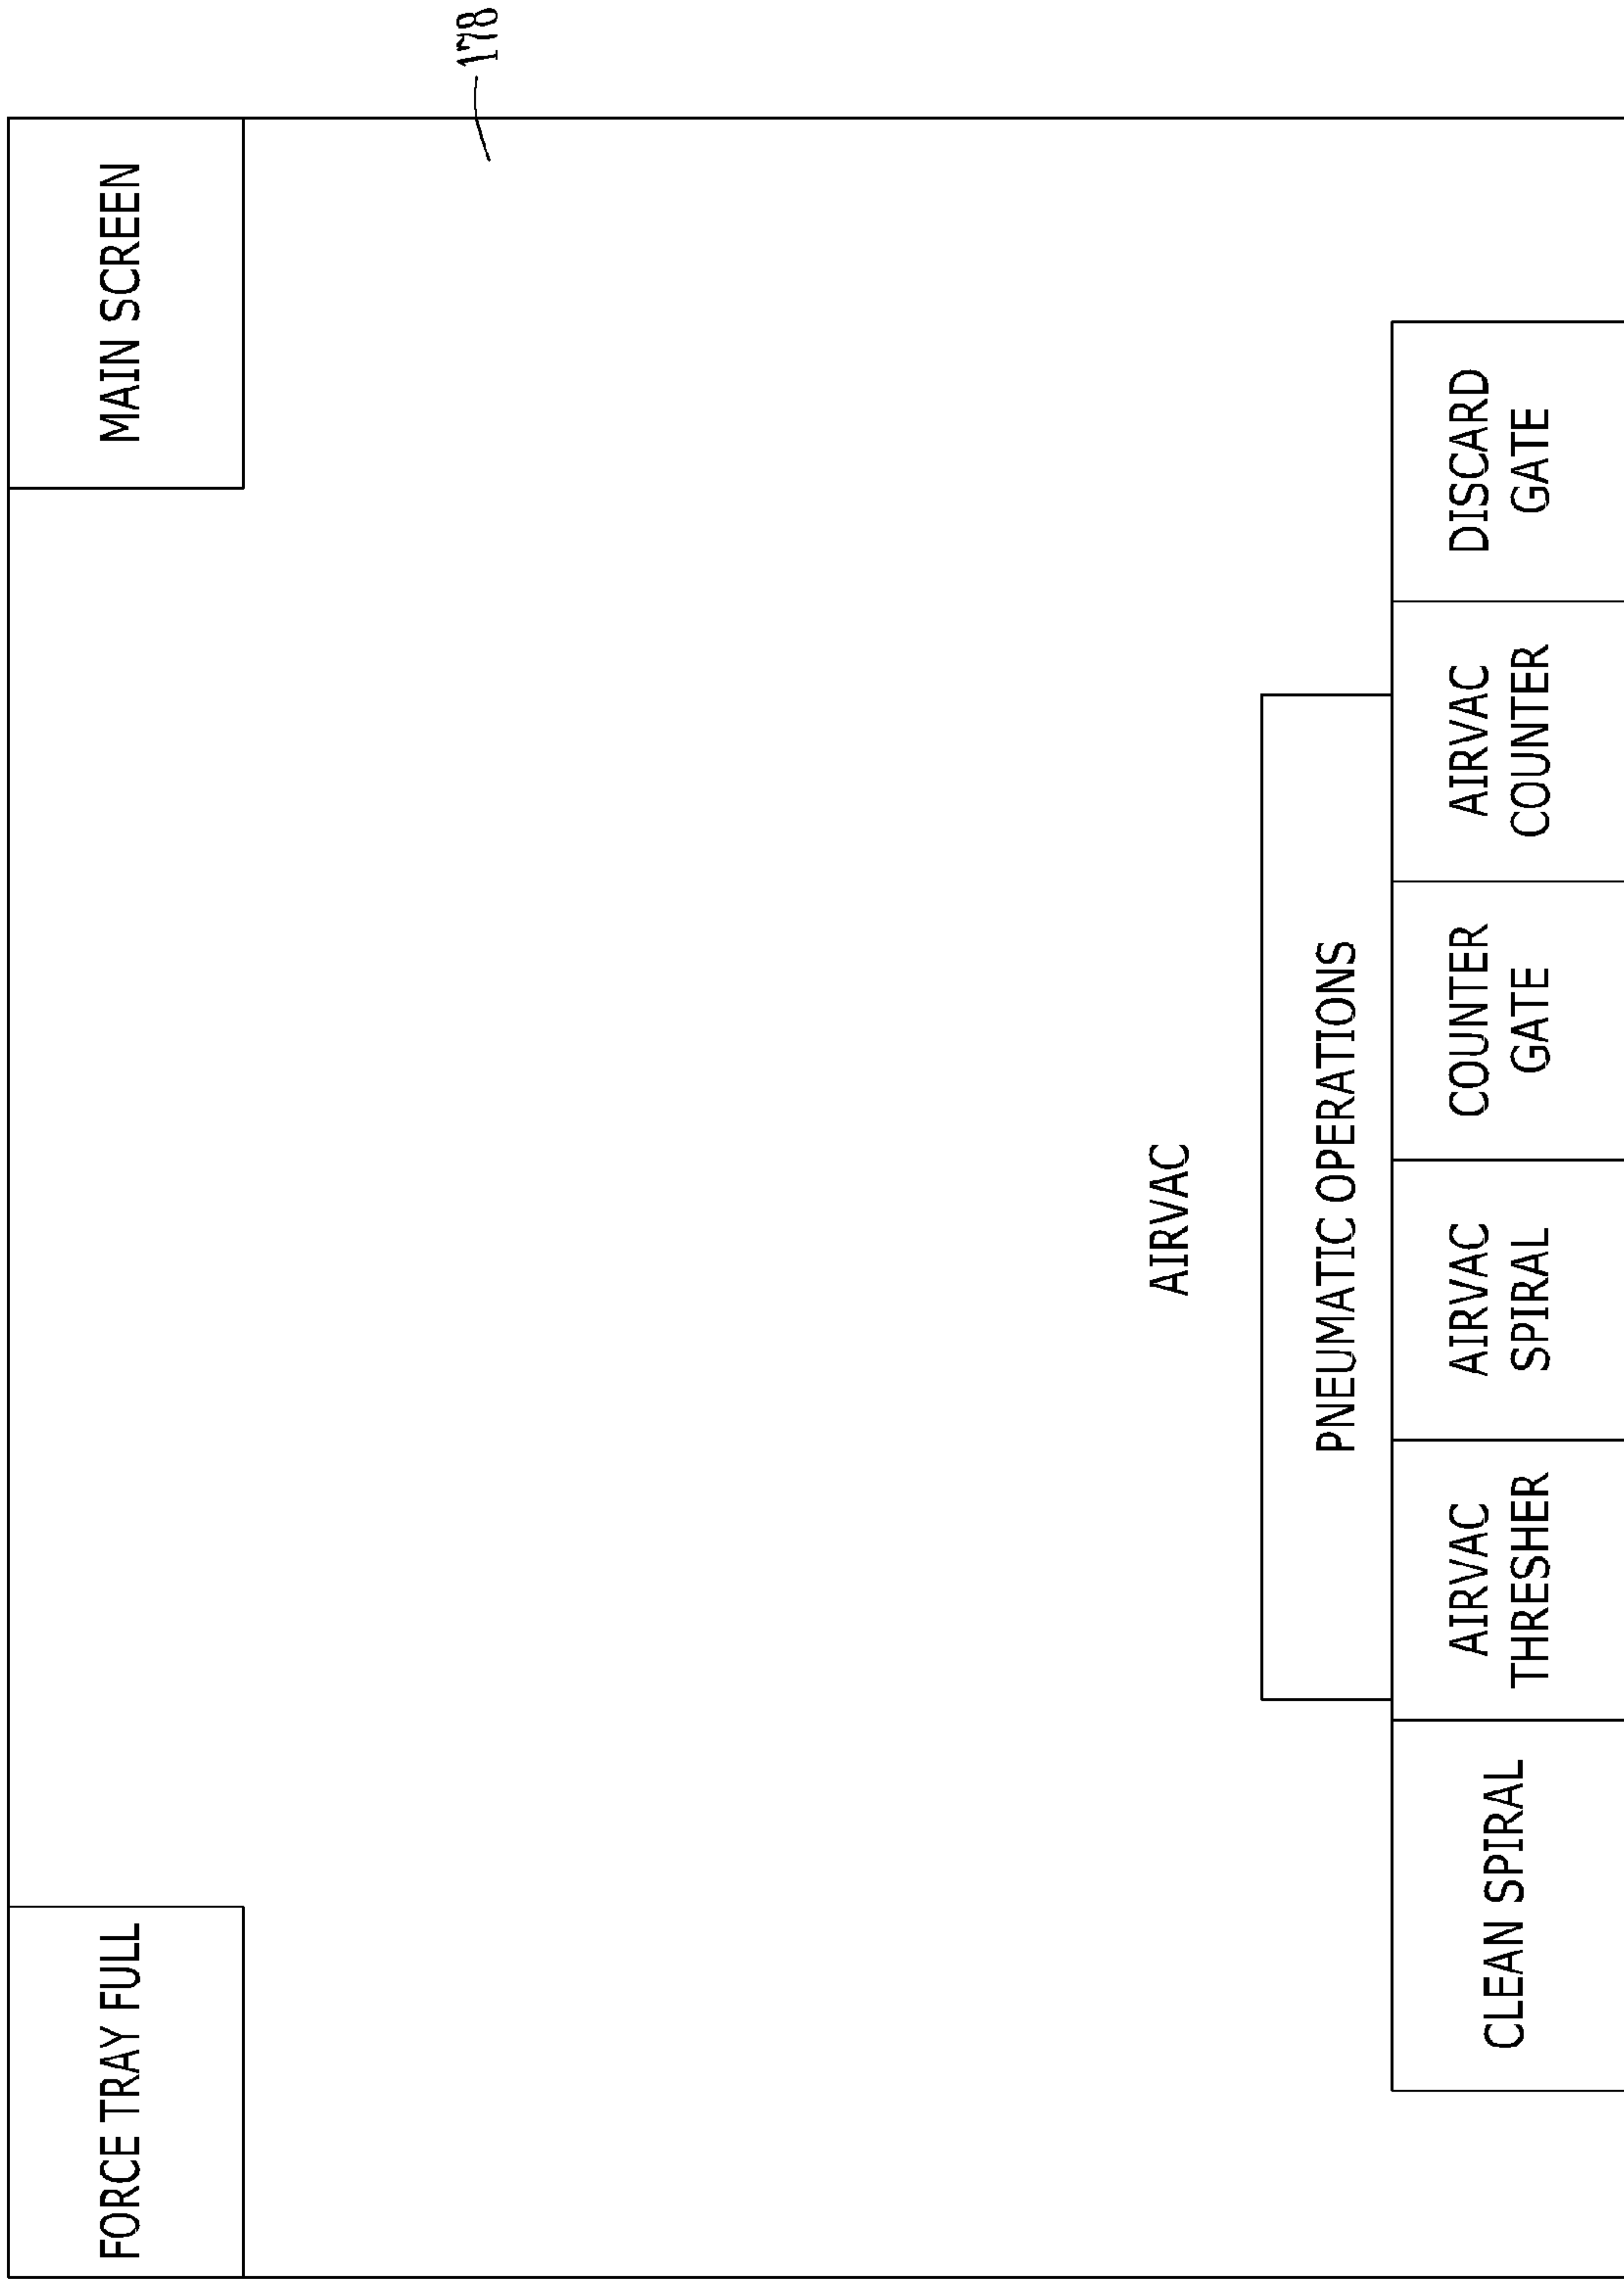 178
FORCE TRAY FULL
MAIN SCREEN
AIRVAC
PNEUMATIC OPERATIONS
CLEAN SPIRAL
AIRVAC
THRESHER
AIRVAC
SPIRAL
COUNTER
GATE
AIRVAC
COUNTER
DISCARD
GATE